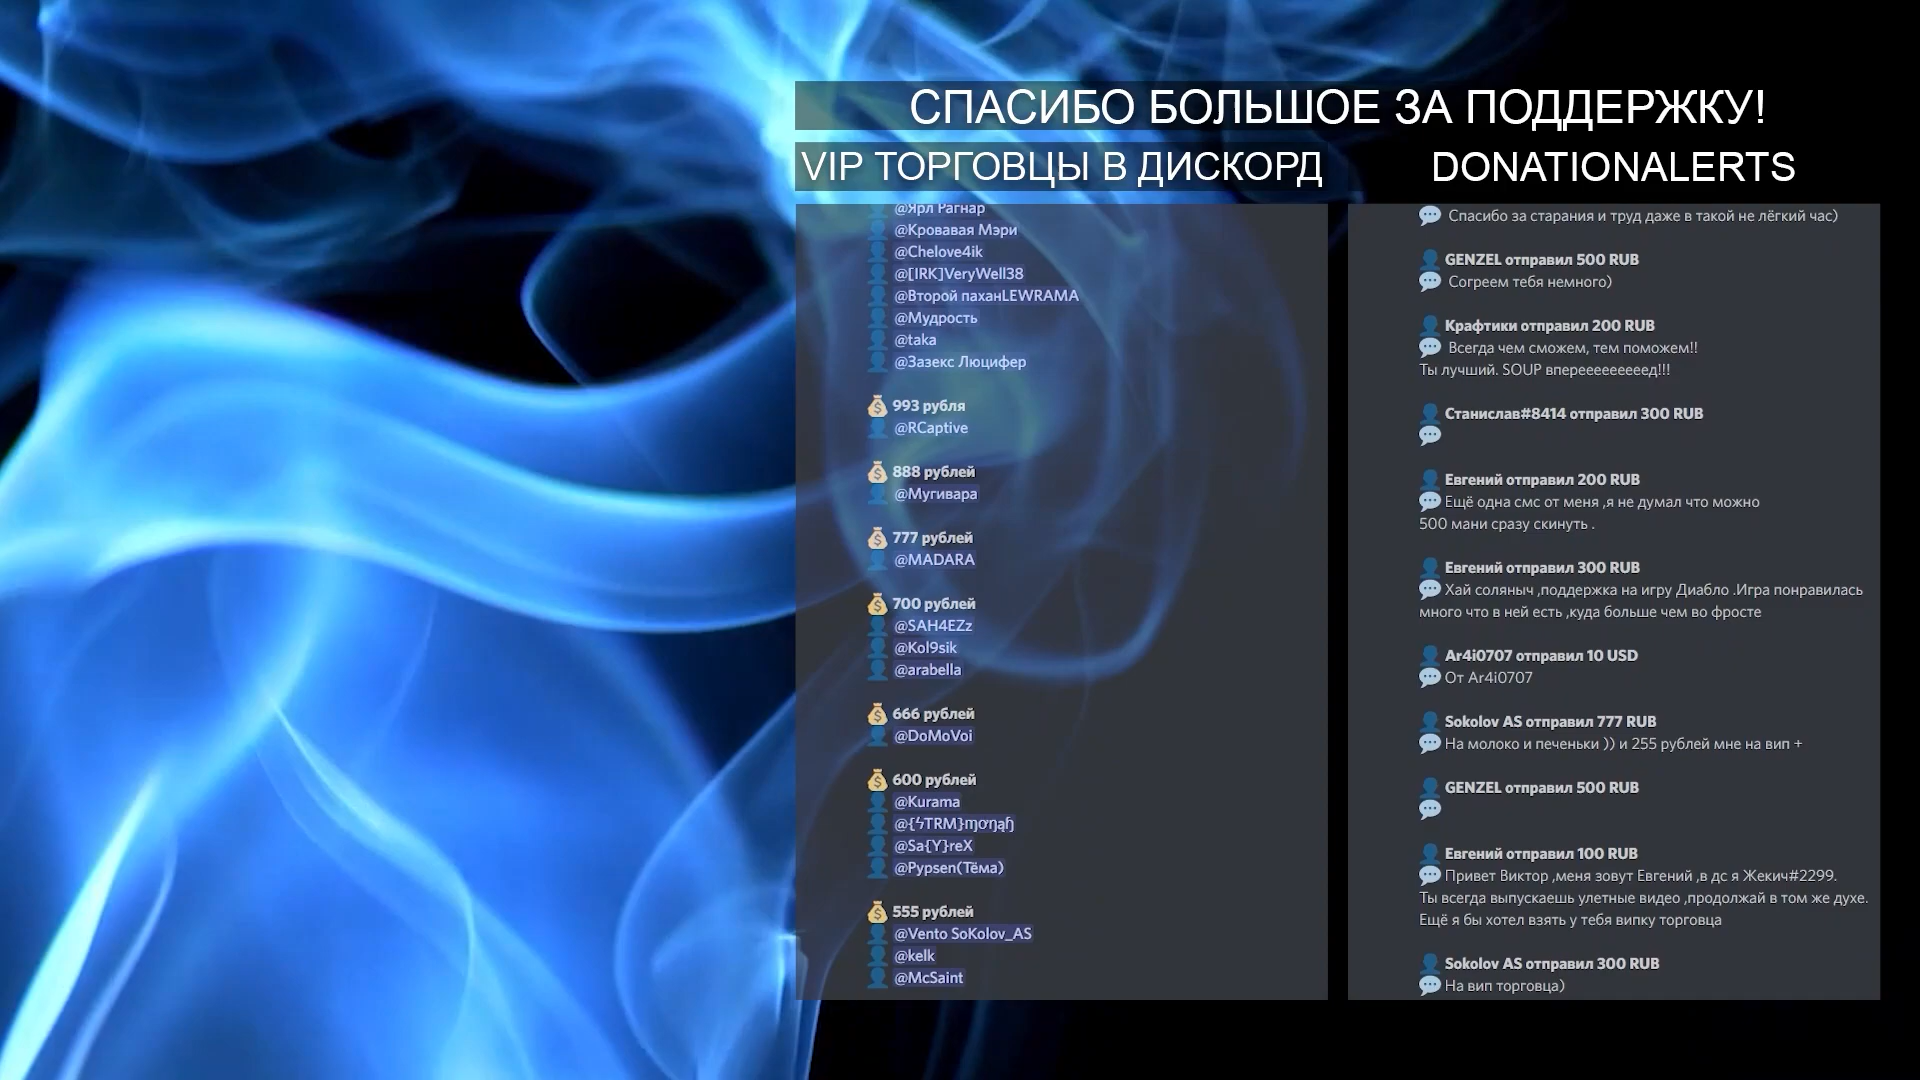 СПАСИБО БОЛЬШОЕ ЗА ПОДДЕРЖКУ!
VIP ТОРГОВЦЫ В ДИСКОРД
@Ярл Рагнар
@Кровавая Мэри
@Chelove4ik
@[IRK]VeryWell38
@Второй паханLEWRAMA
@Мудрость
@taka
@Зазекс Люцифер
993 рубля
@RCaptive
888 рублей
@Мугивара
777 рублей
@MADARA
700 рублей
@SAH4EZz
@Kol9sik
@arabella
666 рублей
@DoMoVoi
600 рублей
@Kurama
@{ϟTRM}ɱơŋąɧ
@Sa{Y}reX
@Pypsen(Тёма)
555 рублей
@Vento SoKolov_AS
@kelk
@McSaint
DONATIONALERTS
Спасибо за старания и труд даже в такой не лёгкий час)
GENZEL отправил 500 RUB
Согреем тебя немного)
Крафтики отправил 200 RUB
Всегда чем сможем, тем поможем!!
Ты лучший. SOUP впереееееееед!!!
Станислав#8414 отправил 300 RUB
Евгений отправил 200 RUB
Ещё одна смс от меня ,я не думал что можно
500 мани сразу скинуть .
Евгений отправил 300 RUB
Хай соляныч ,поддержка на игру Диабло .Игра понравилась
много что в ней есть ,куда больше чем во фросте
Ar4i0707 отправил 10 USD
От Ar4i0707
Sokolov AS отправил 777 RUB
На молоко и печеньки )) и 255 рублей мне на вип +
GENZEL отправил 500 RUB
Евгений отправил 100 RUB
Привет Виктор ,меня зовут Евгений ,в дс я Жекич#2299.
Ты всегда выпускаешь улетные видео ,продолжай в том же духе.
Ещё я бы хотел взять у тебя випку торговца
Sokolov AS отправил 300 RUB
На вип торговца)